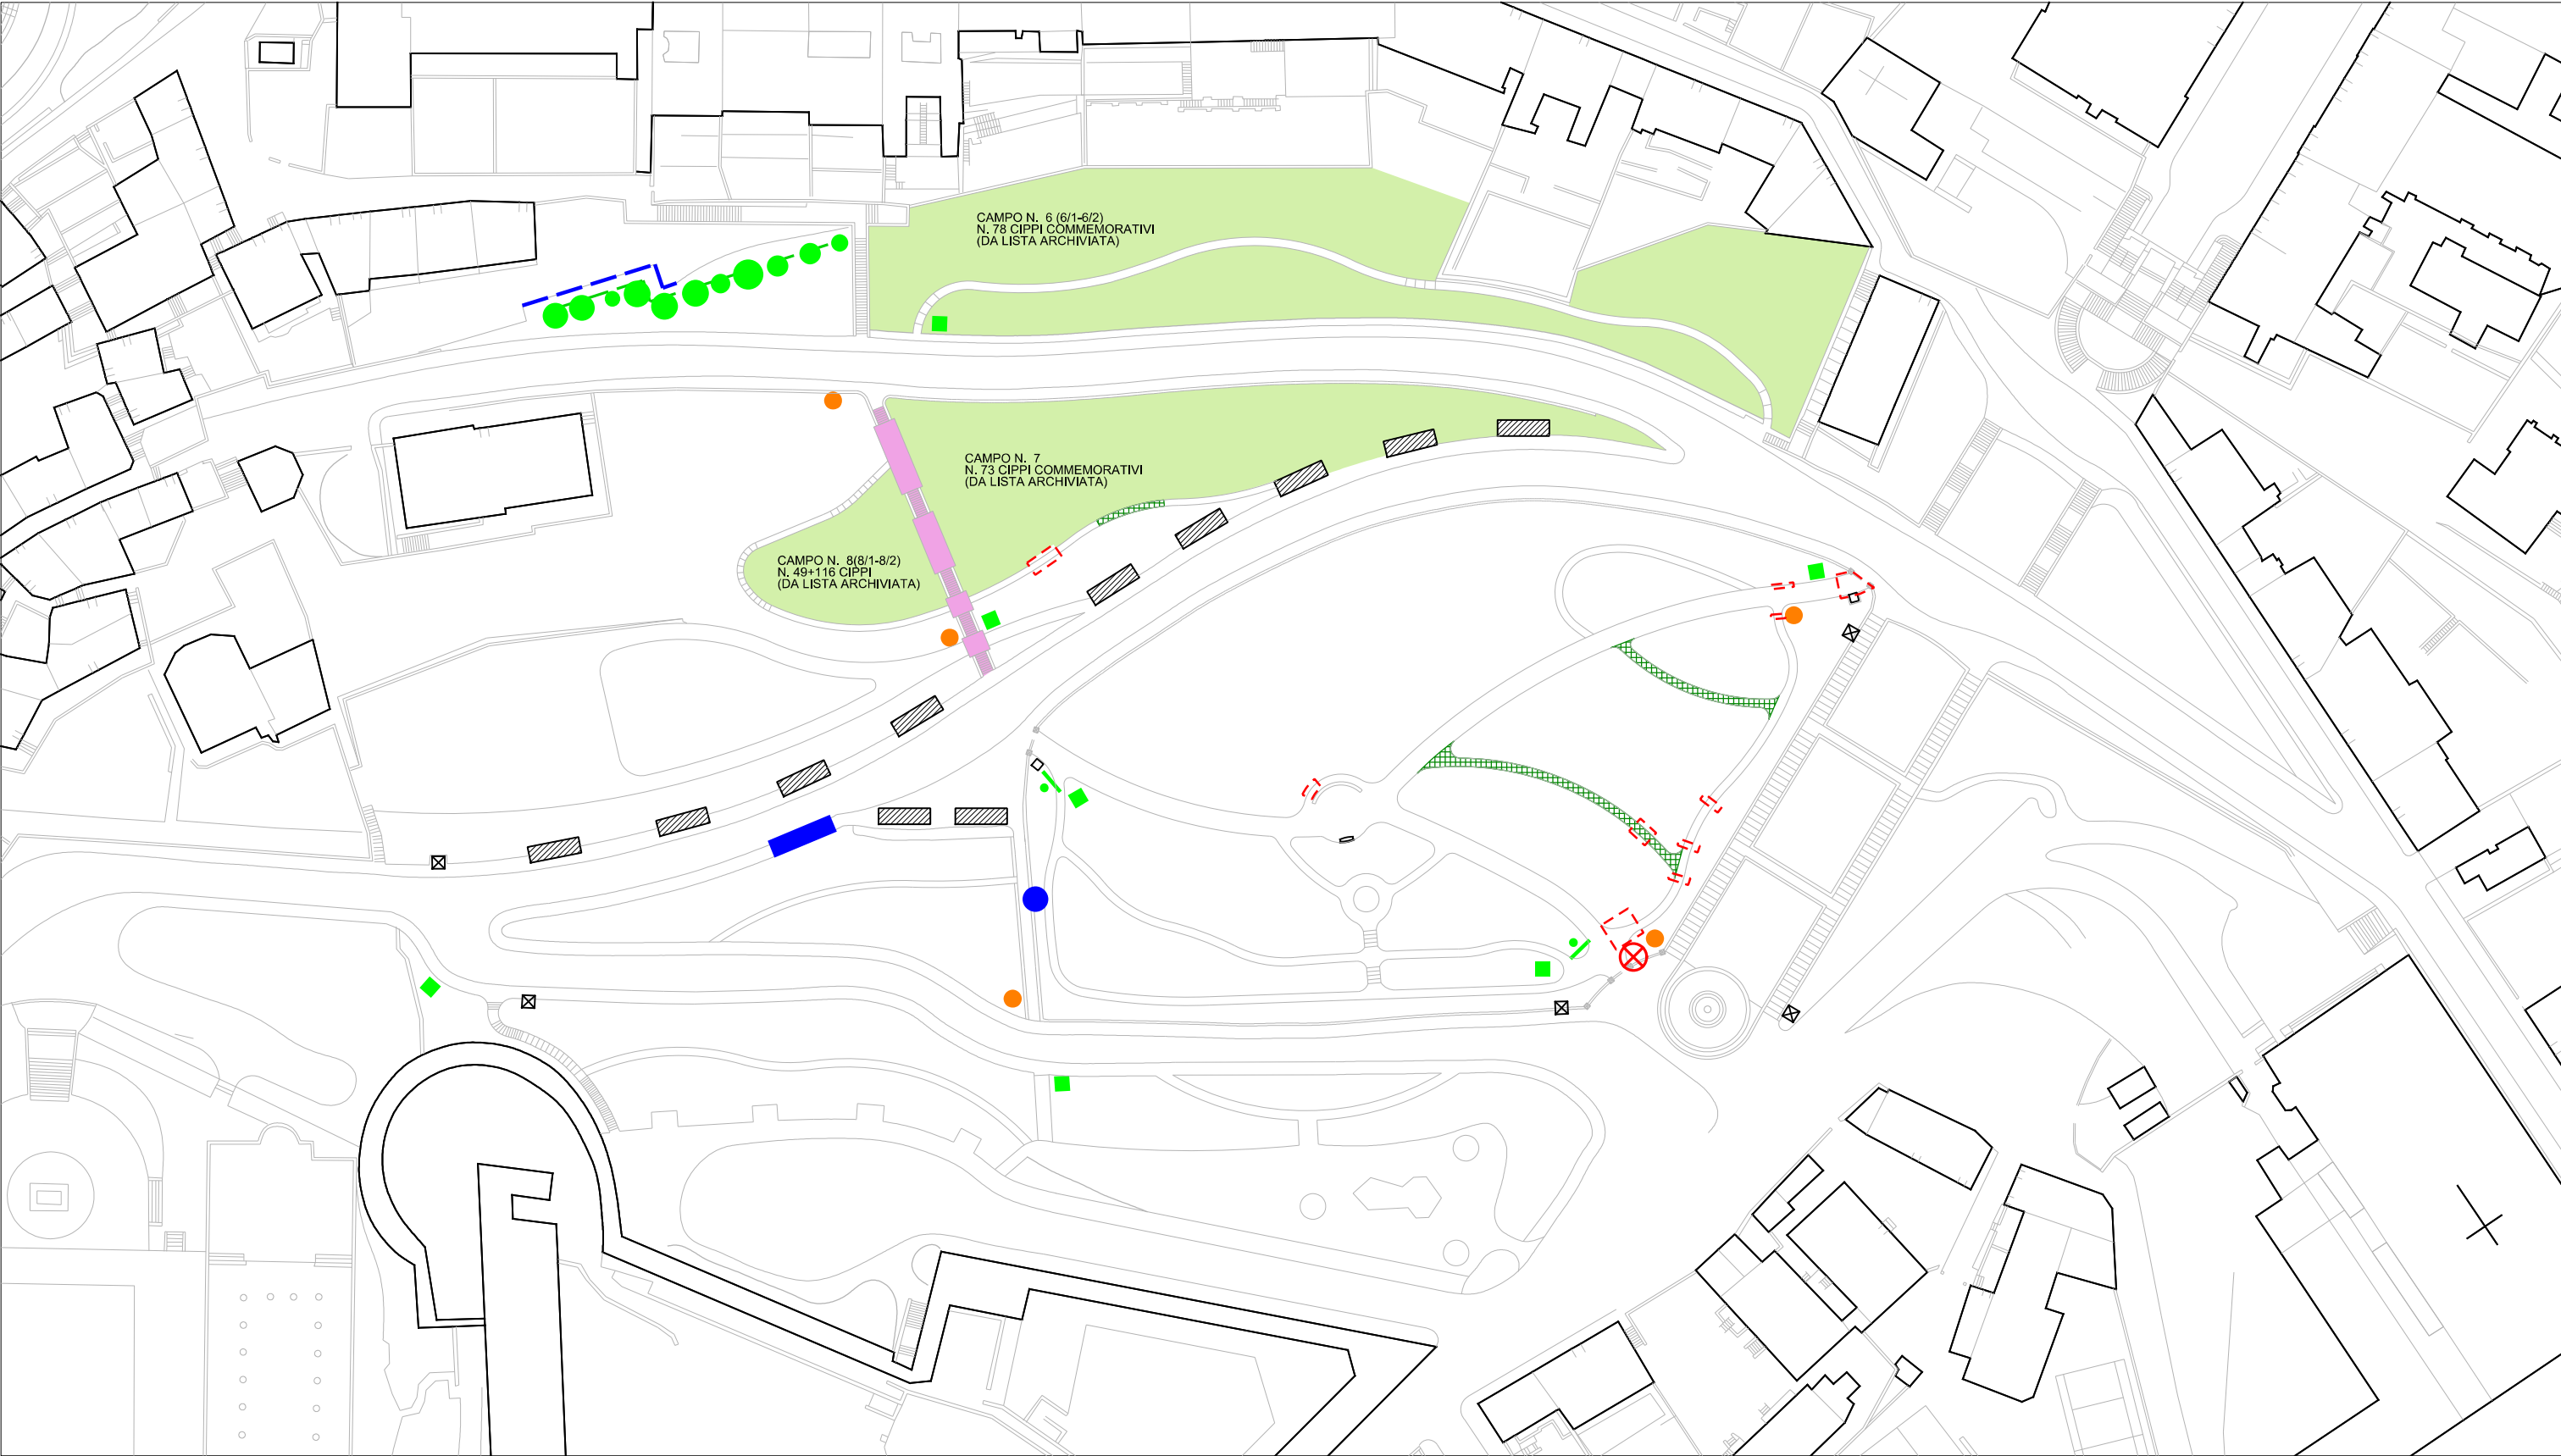 CAMPO N.  6 (6/1-6/2)
N. 78 CIPPI COMMEMORATIVI
(DA LISTA ARCHIVIATA)
CAMPO N.  7
N. 73 CIPPI COMMEMORATIVI
(DA LISTA ARCHIVIATA)
CAMPO N.  8(8/1-8/2)
N. 49+116 CIPPI
(DA LISTA ARCHIVIATA)